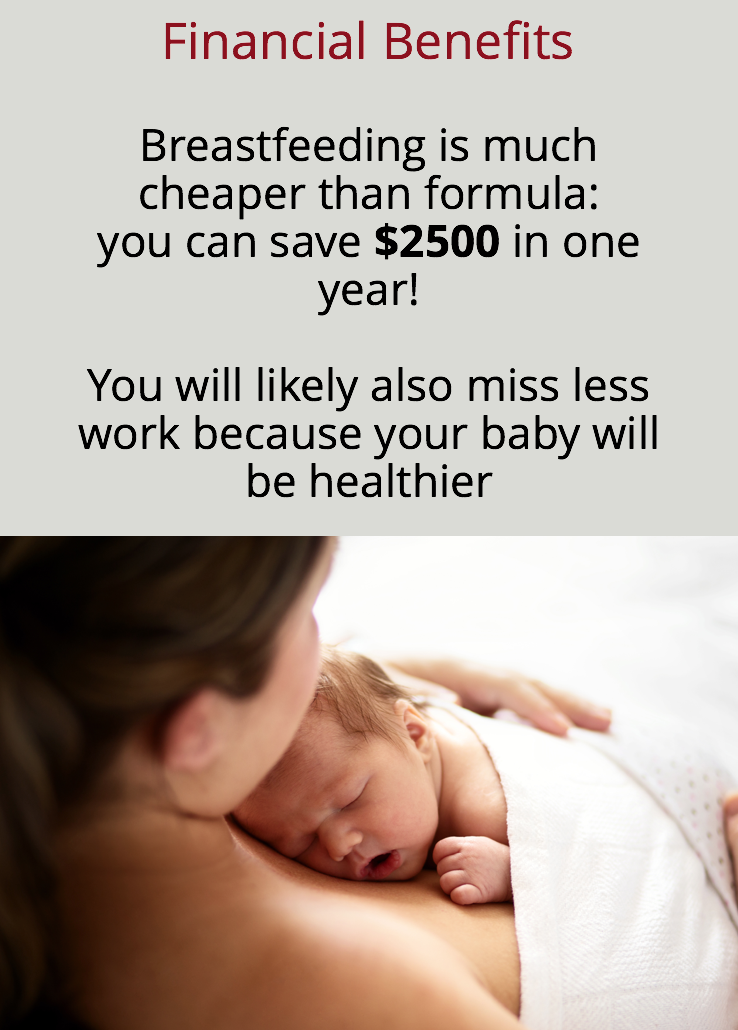 Financial Benefits
Breastfeeding is much
cheaper than formula:
you can save $2500 in one
year!
You will likely also miss less
work because your baby will
be healthier